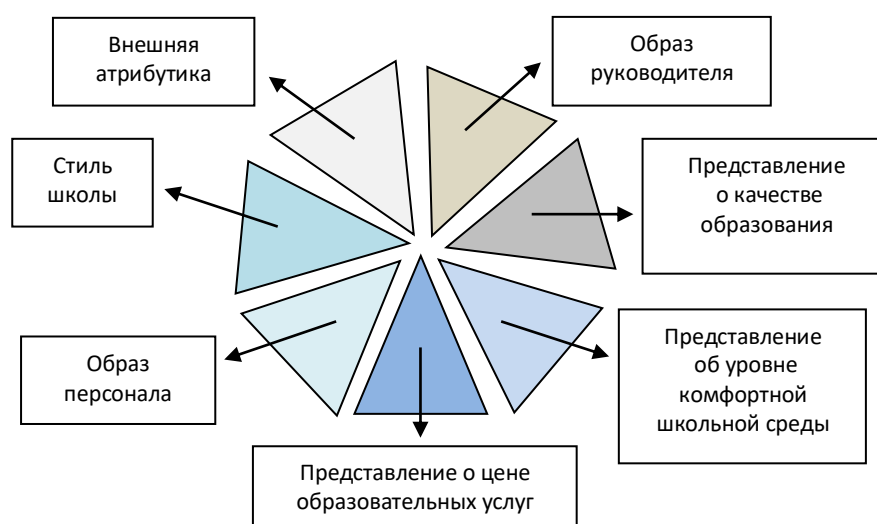 Внешняя
атрибутика
Образ
руководителя
Стиль
школы
Представление
о качестве
образования
Образ
персонала
Представление
об уровне
комфортной
школьной среды
Представление о цене
образовательных услуг